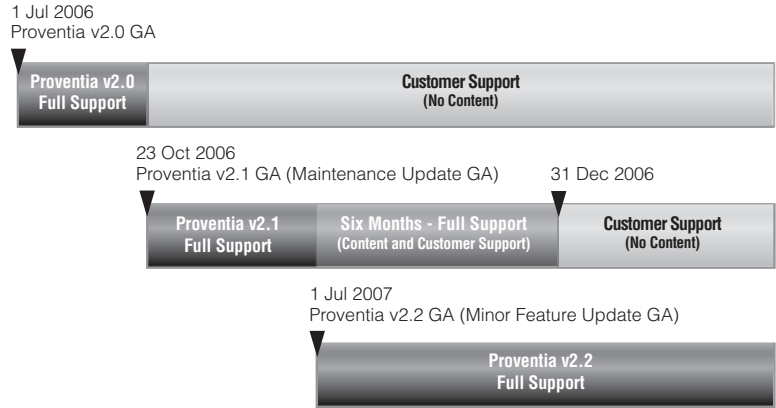 1 Jul 2006
Proventia v2.0 GA
Proventia v2.0
Full Support
Customer Support
(No Content)
23 Oct 2006
Proventia v2.1 GA (Maintenance Update GA)
31 Dec 2006
Proventia v2.1
Full Support
Six Months - Full Support
(Content and Customer Support)
Customer Support
(No Content)
1 Jul 2007
Proventia v2.2 GA (Minor Feature Update GA)
Proventia v2.2
Full Support